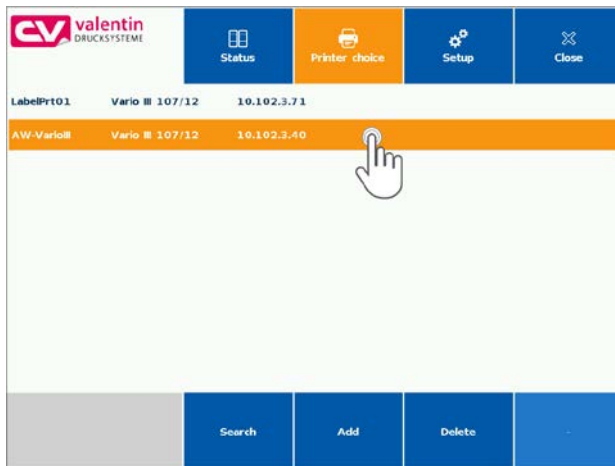 CV valentin
DRUCKSYSTEME
Status
Printer choice
Setup
Close
LabelPrt01 Vario III 107/12 10.102.3.71
AW-VarioIII Vario III 107/12 10.102.3.40
Search
Add
Delete
-